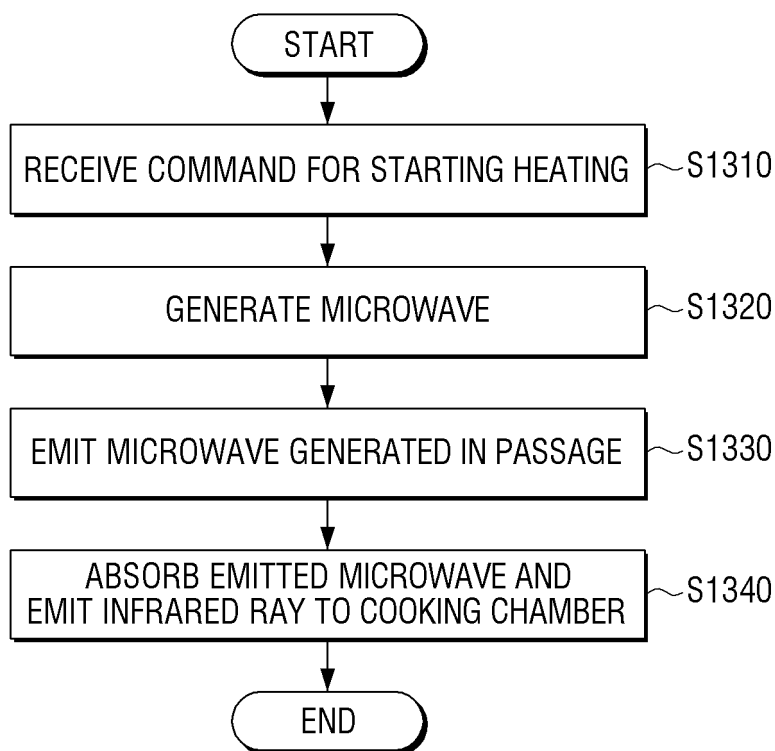 START
RECEIVE COMMAND FOR STARTING HEATING
S1310
GENERATE MICROWAVE
S1320
EMIT MICROWAVE GENERATED IN PASSAGE
S1330
ABSORB EMITTED MICROWAVE AND
EMIT INFRARED RAY TO COOKING CHAMBER
S1340
END